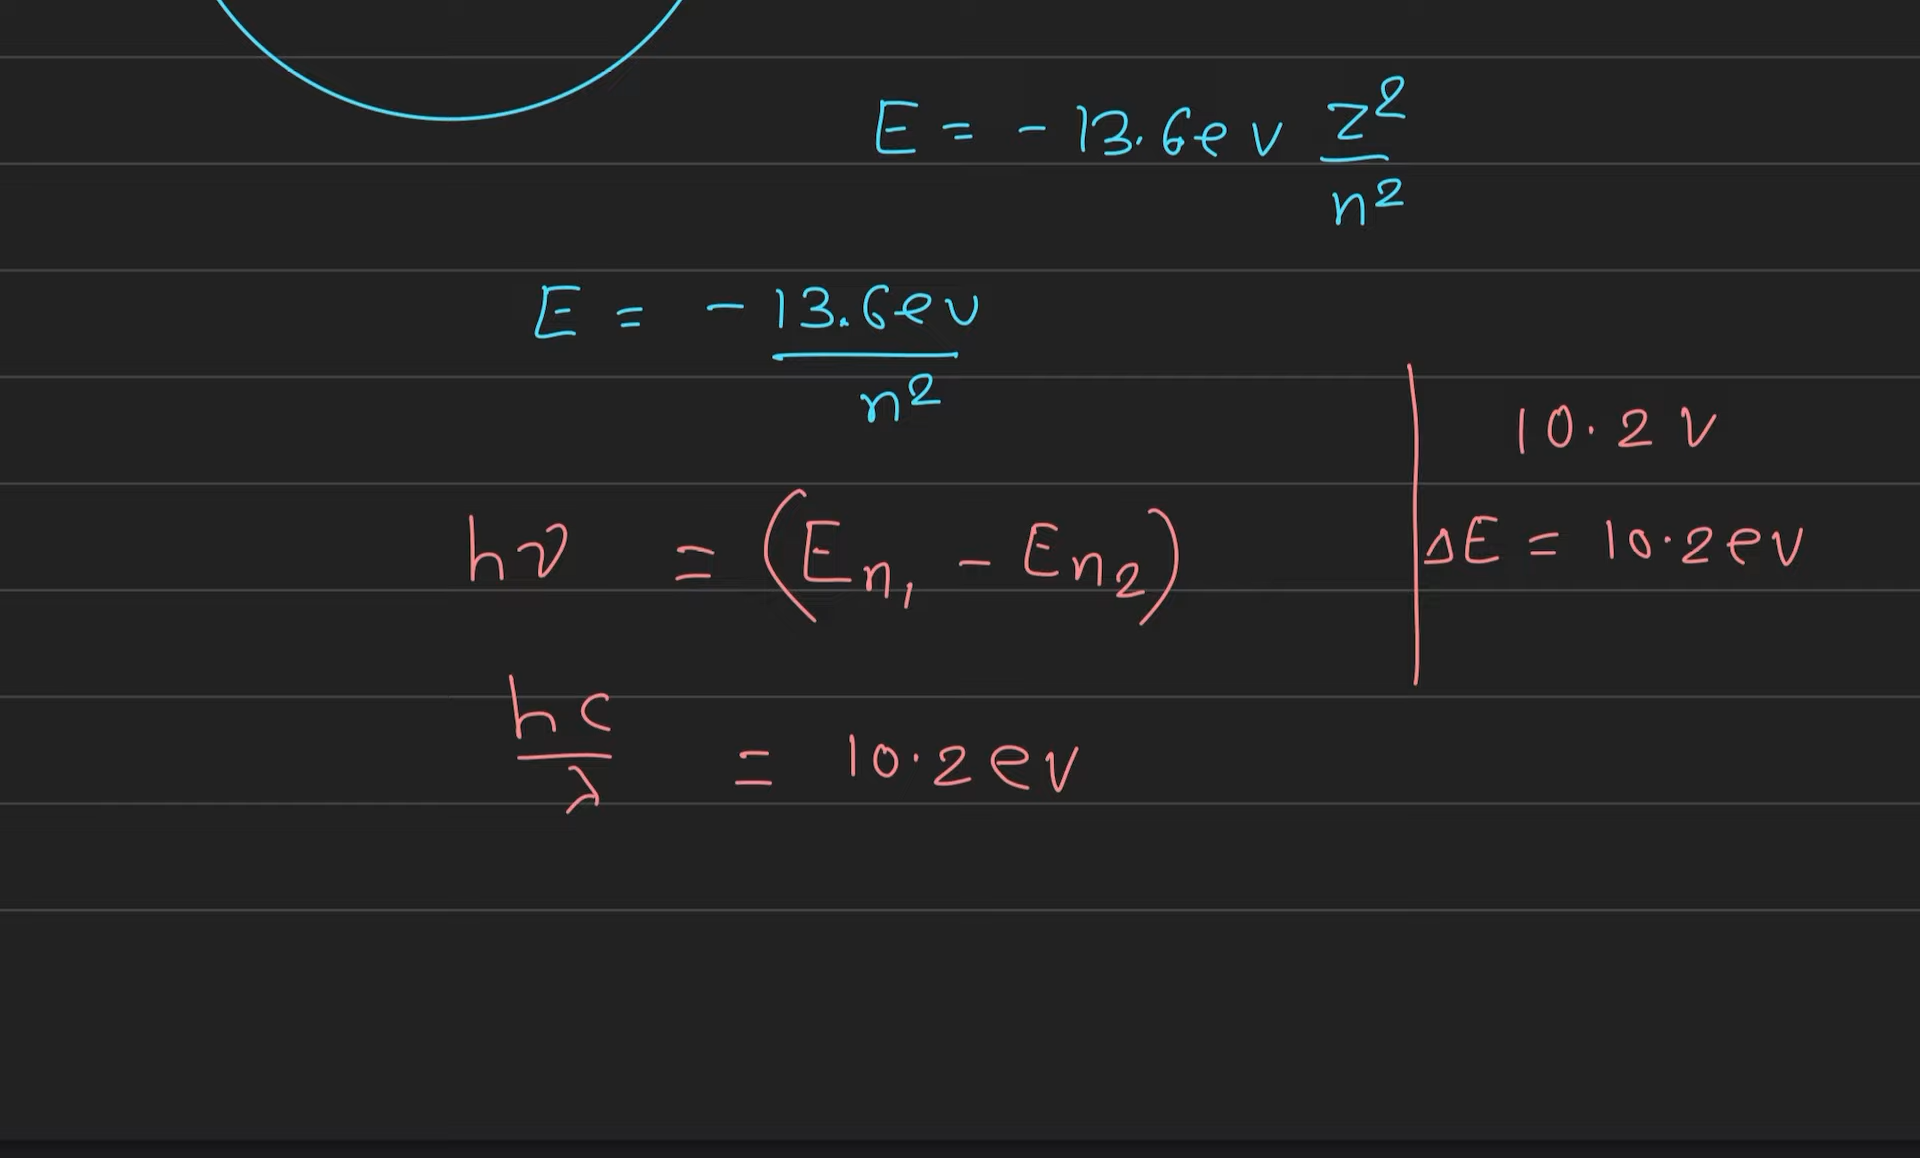 E = - 13.6ev Z²/n²
E = - 13.6ev/n²
10.2 V
hν = (En₁ - En₂)
ΔE = 10.2ev
hc/λ = 10.2ev